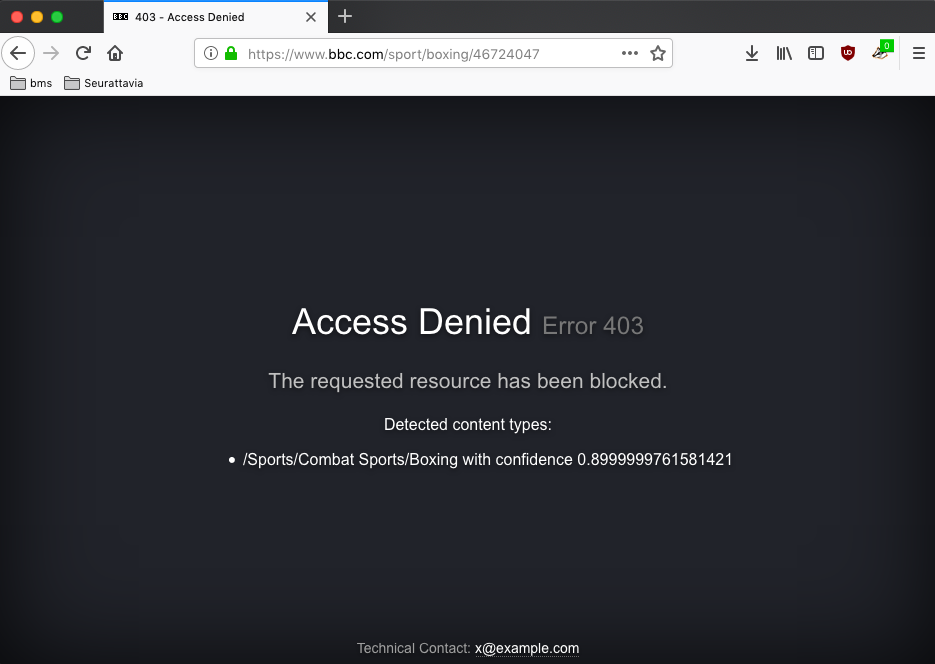 BBC 403 - Access Denied
https://www.bbc.com/sport/boxing/46724047
0
bms Seurattavia
Access Denied Error 403
The requested resource has been blocked.
Detected content types:
• /Sports/Combat Sports/Boxing with confidence 0.8999999761581421
Technical Contact: x@example.com